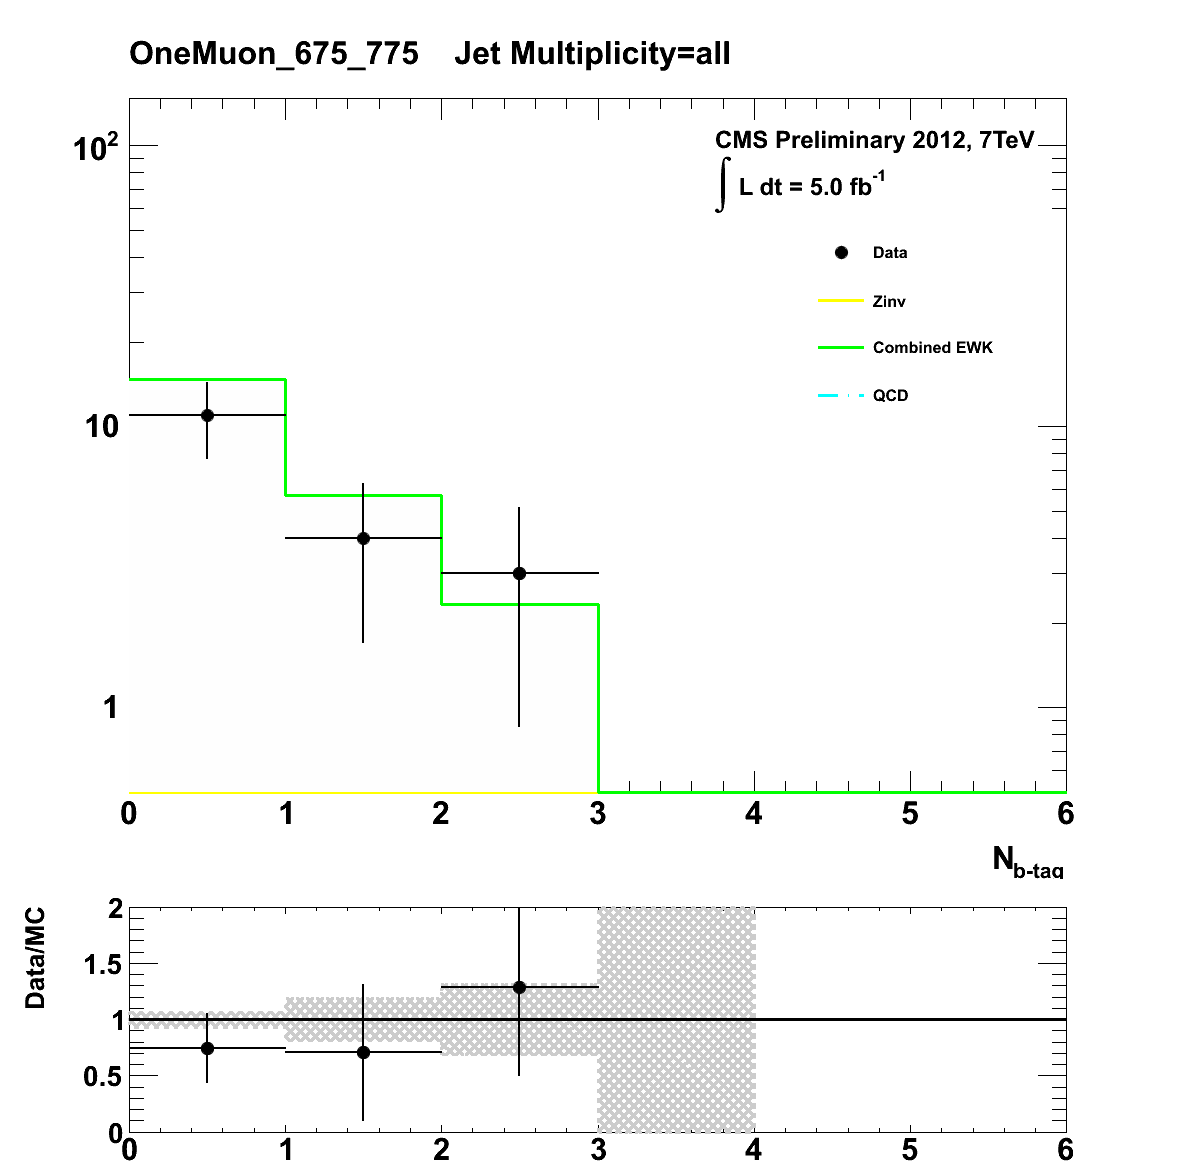 OneMuon_675_775 Jet Multiplicity=all
CMS Preliminary 2012, 7TeV
∫ L dt = 5.0 fb⁻¹
Data
Zinv
Combined EWK
QCD
10²
10
1
0 1 2 3 4 5 6
N_b-tag
Data/MC
2
1.5
1
0.5
0
0 1 2 3 4 5 6